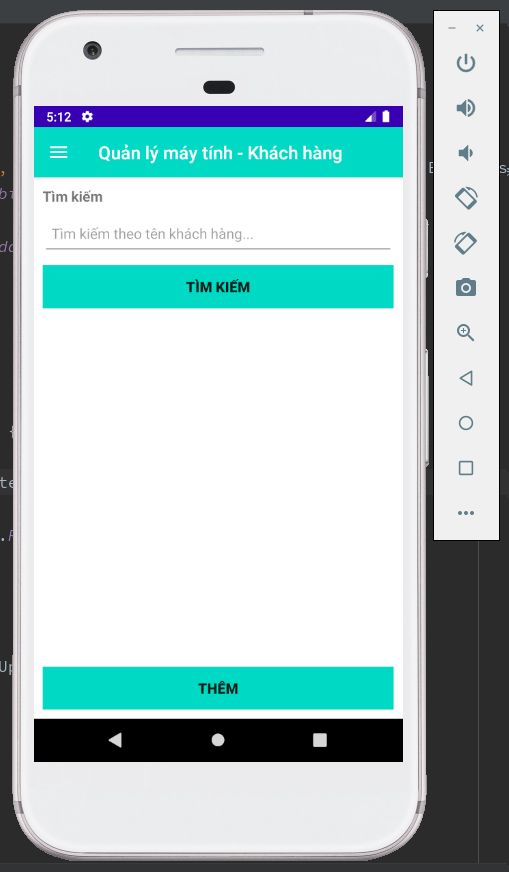 5:12
Quản lý máy tính - Khách hàng
Tìm kiếm
Tìm kiếm theo tên khách hàng...
TÌM KIẾM
THÊM